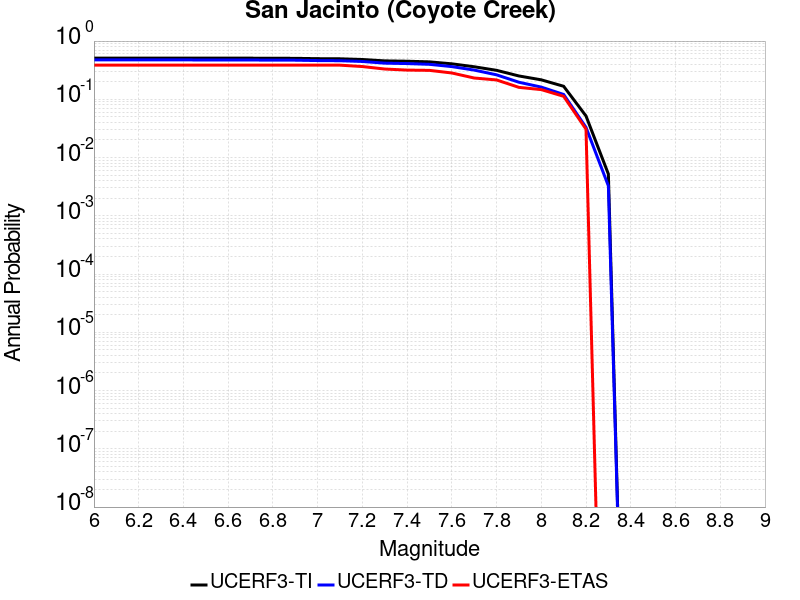 San Jacinto (Coyote Creek)
10^0
10^-1
10^-2
10^-3
10^-4
10^-5
10^-6
10^-7
10^-8
Annual Probability
6 6.2 6.4 6.6 6.8 7 7.2 7.4 7.6 7.8 8 8.2 8.4 8.6 8.8 9
Magnitude
UCERF3-TI UCERF3-TD UCERF3-ETAS